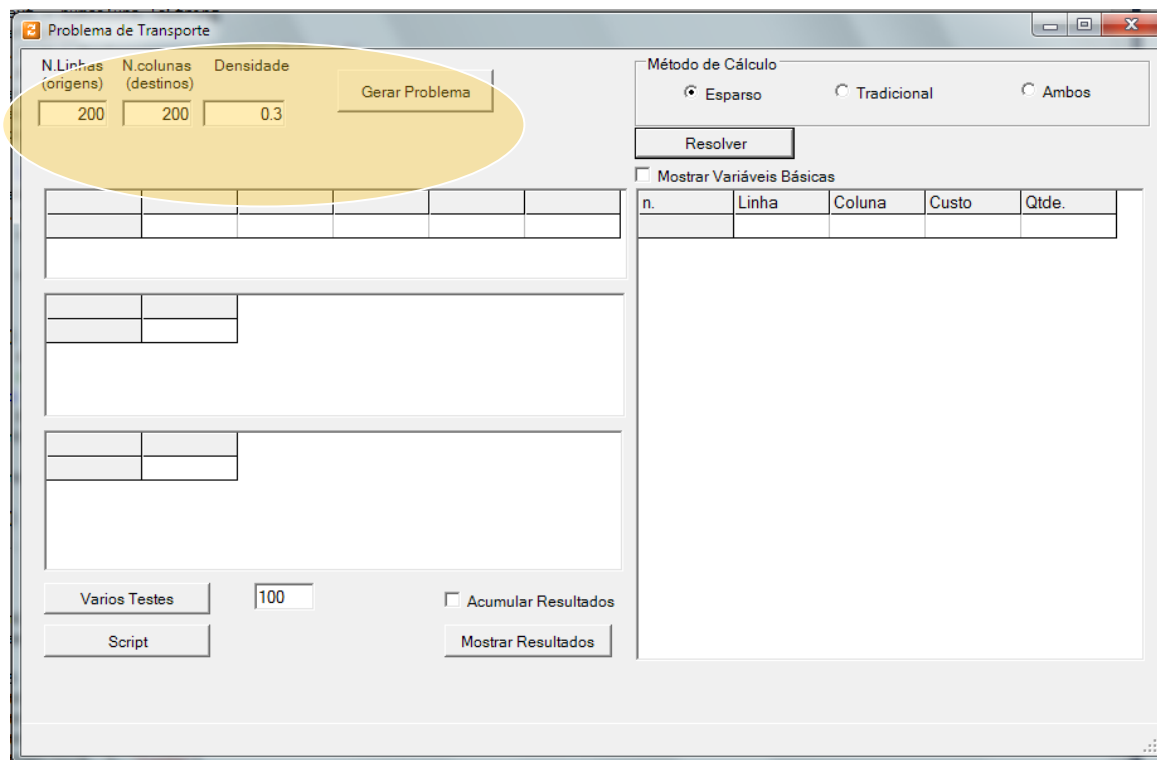 Problema de Transporte
N.Linhas N.colunas Densidade
(origens) (destinos)
200 200 0.3
Gerar Problema
Método de Cálculo
Esparso Tradicional Ambos
Resolver
Mostrar Variáveis Básicas
n. Linha Coluna Custo Qtde.
Varios Testes 100 Acumular Resultados
Script Mostrar Resultados